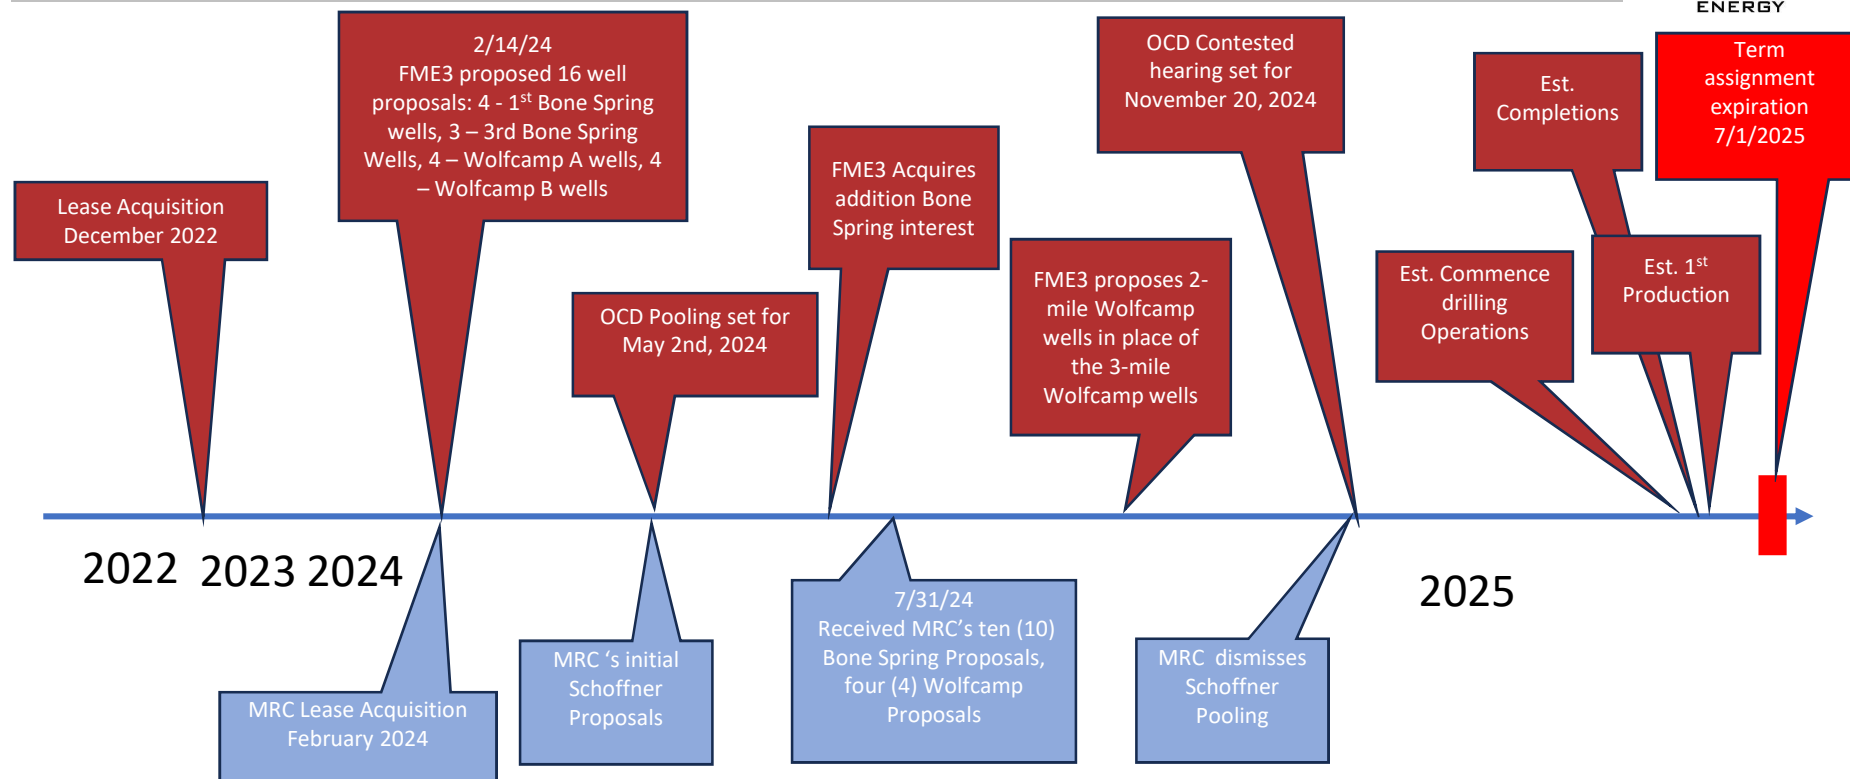 ENERGY
2/14/24
FME3 proposed 16 well
proposals: 4 - 1st Bone Spring
wells, 3 – 3rd Bone Spring
Wells, 4 – Wolfcamp A wells, 4
– Wolfcamp B wells
OCD Contested
hearing set for
November 20, 2024
Term
assignment
expiration
7/1/2025
Est.
Completions
FME3 Acquires
addition Bone
Spring interest
Lease Acquisition
December 2022
FME3 proposes 2-
mile Wolfcamp
wells in place of
the 3-mile
Wolfcamp wells
Est. Commence
drilling
Operations
Est. 1st
Production
OCD Pooling set for
May 2nd, 2024
2022 2023 2024
2025
MRC Lease Acquisition
February 2024
MRC ‘s initial
Schoffner
Proposals
7/31/24
Received MRC’s ten (10)
Bone Spring Proposals,
four (4) Wolfcamp
Proposals
MRC dismisses
Schoffner
Pooling